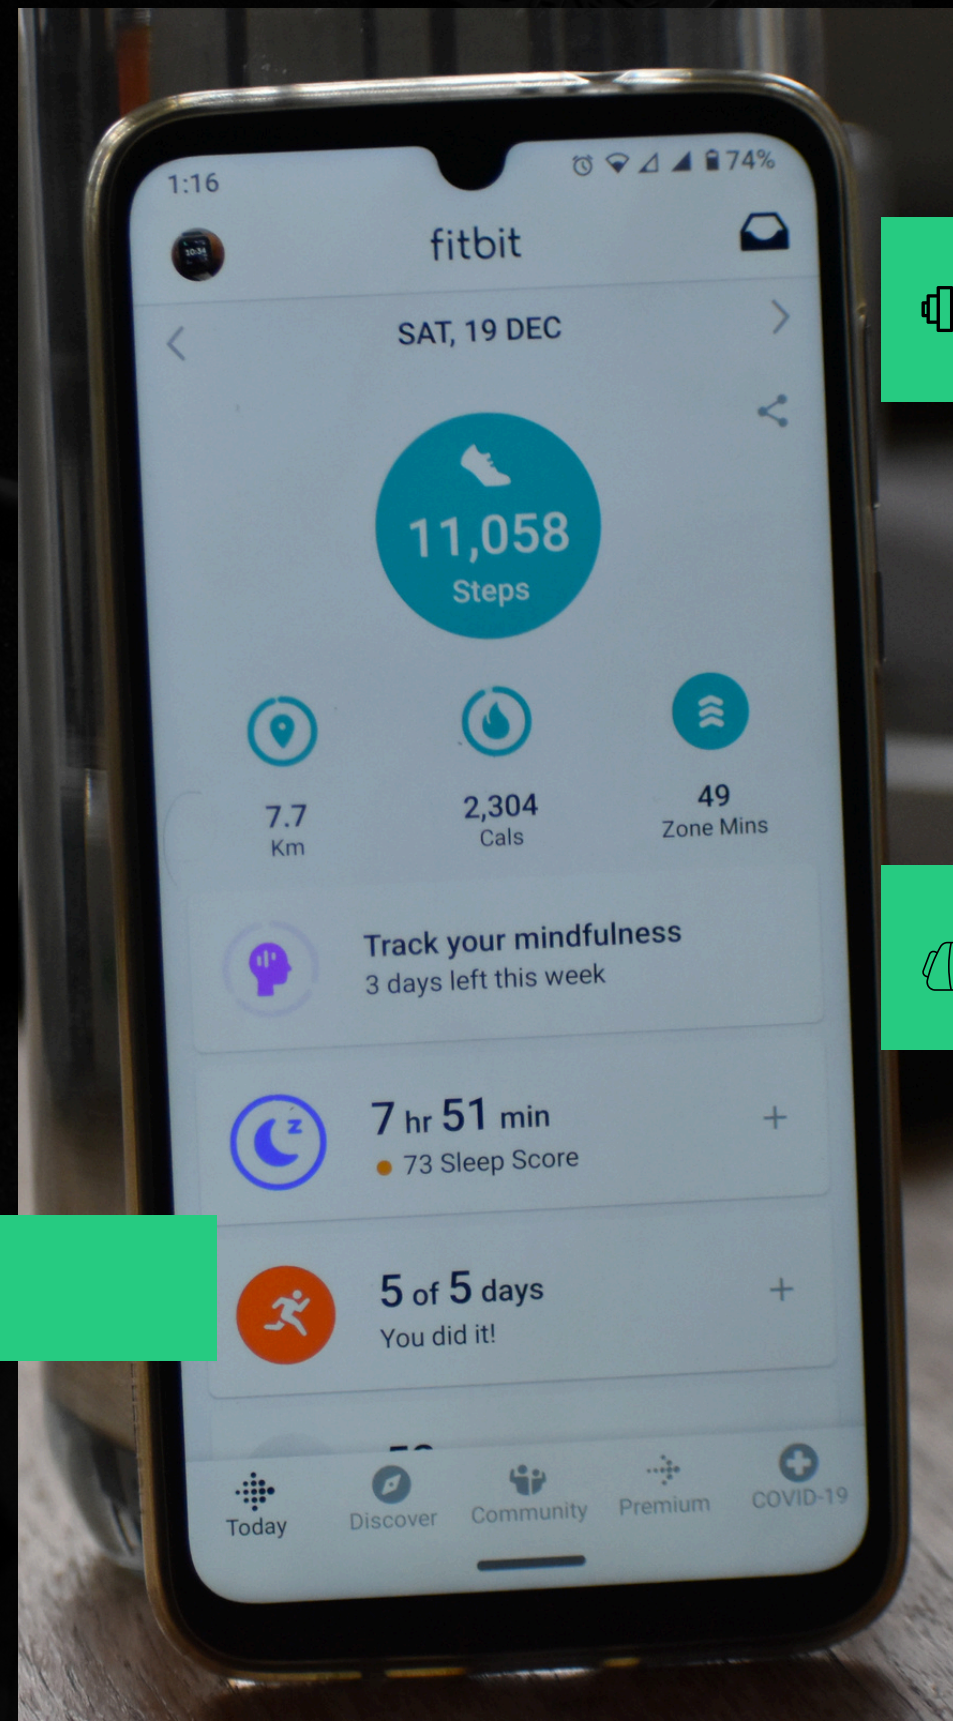 1:16
74%
fitbit
SAT, 19 DEC
11,058
Steps
7.7
Km
2,304
Cals
49
Zone Mins
Track your mindfulness
3 days left this week
7 hr 51 min
73 Sleep Score
5 of 5 days
You did it!
Today
Discover
Community
Premium
COVID-19